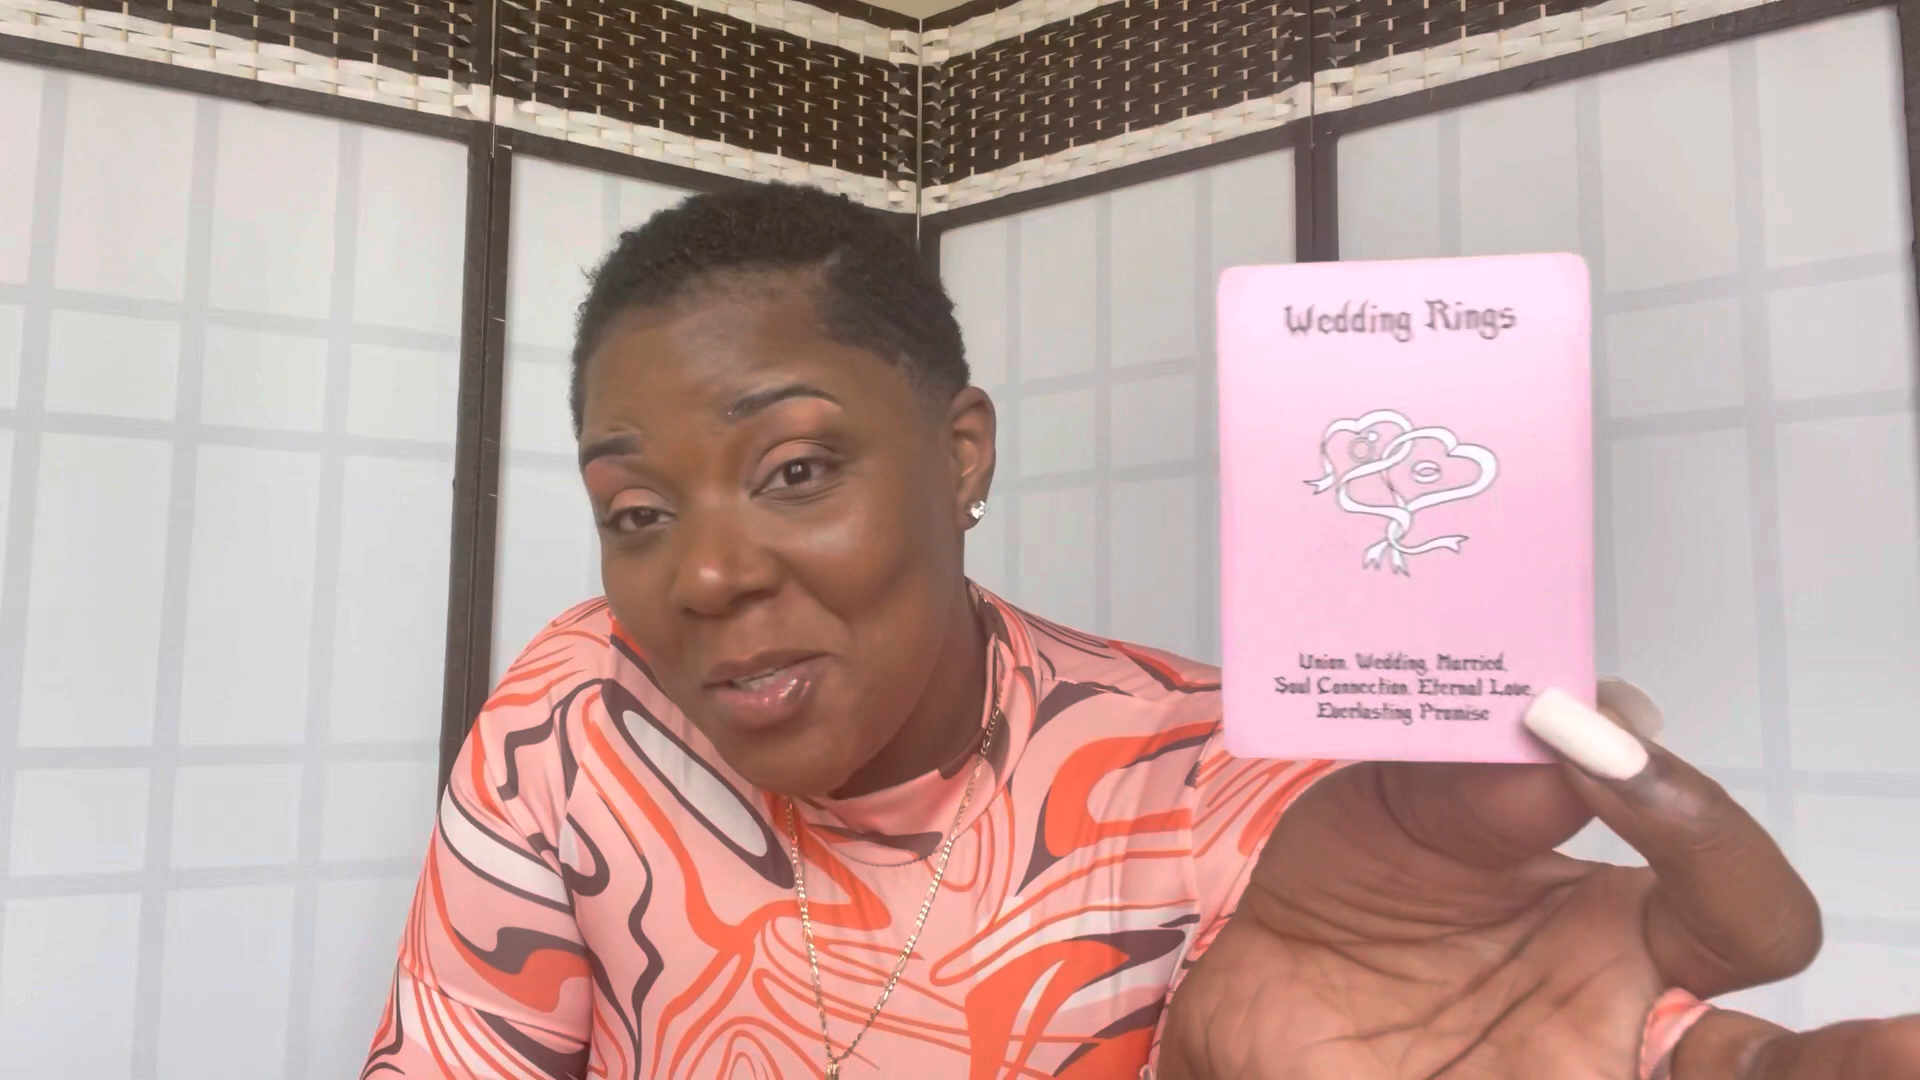 Wedding Rings
Union, Wedding, Married,
Soul Connection, Eternal Love,
Everlasting Promise